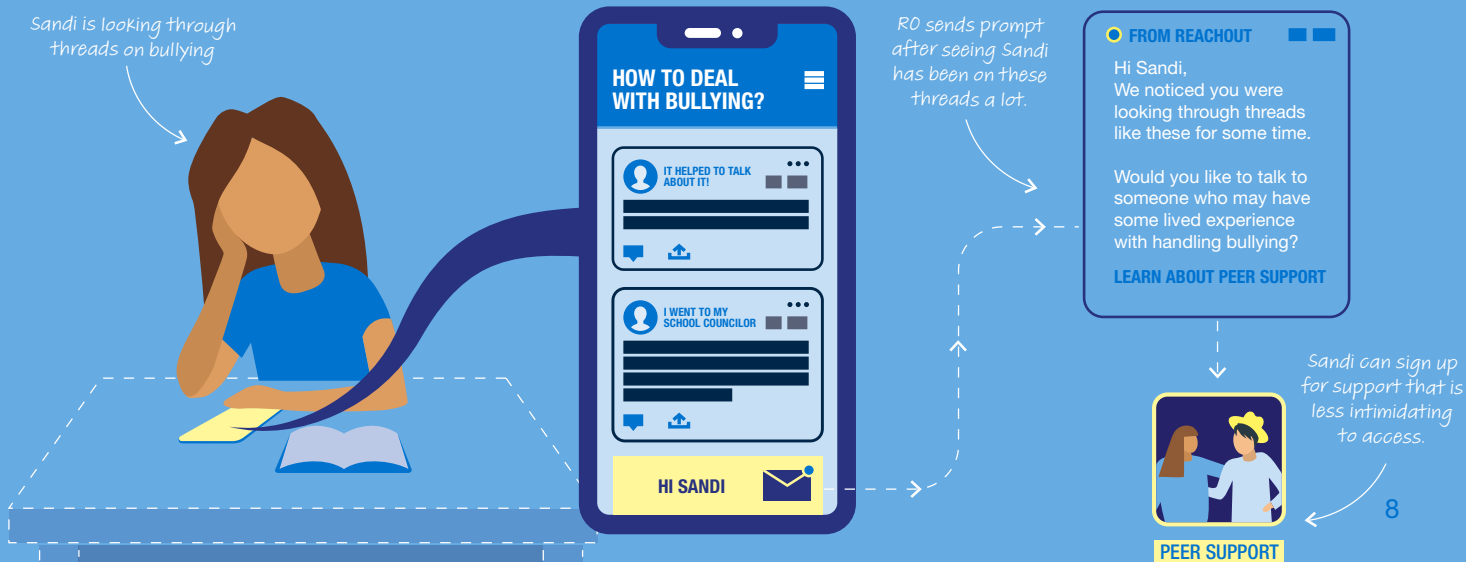 Sandi is looking through
threads on bullying
HOW TO DEAL
WITH BULLYING?
IT HELPED TO TALK
ABOUT IT!
I WENT TO MY
SCHOOL COUNCILOR
HI SANDI
RO sends prompt
after seeing Sandi
has been on these
threads a lot.
FROM REACHOUT
Hi Sandi,
We noticed you were
looking through threads
like these for some time.
Would you like to talk to
someone who may have
some lived experience
with handling bullying?
LEARN ABOUT PEER SUPPORT
Sandi can sign up
for support that is
less intimidating
to access.
PEER SUPPORT
8